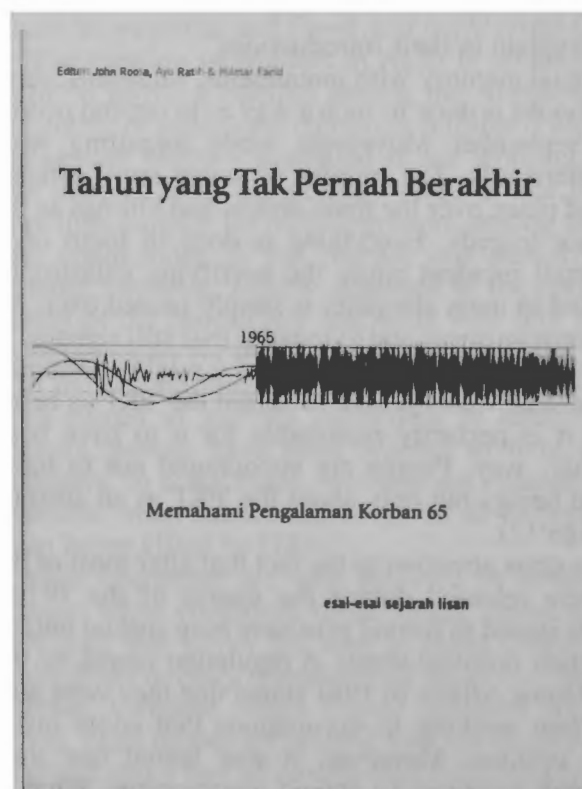 Editor: John Roosa, Ayu Ratih & Hilmar Farid
Tahun yang Tak Pernah Berakhir
1965
Memahami Pengalaman Korban 65
esai-esai sejarah lisan